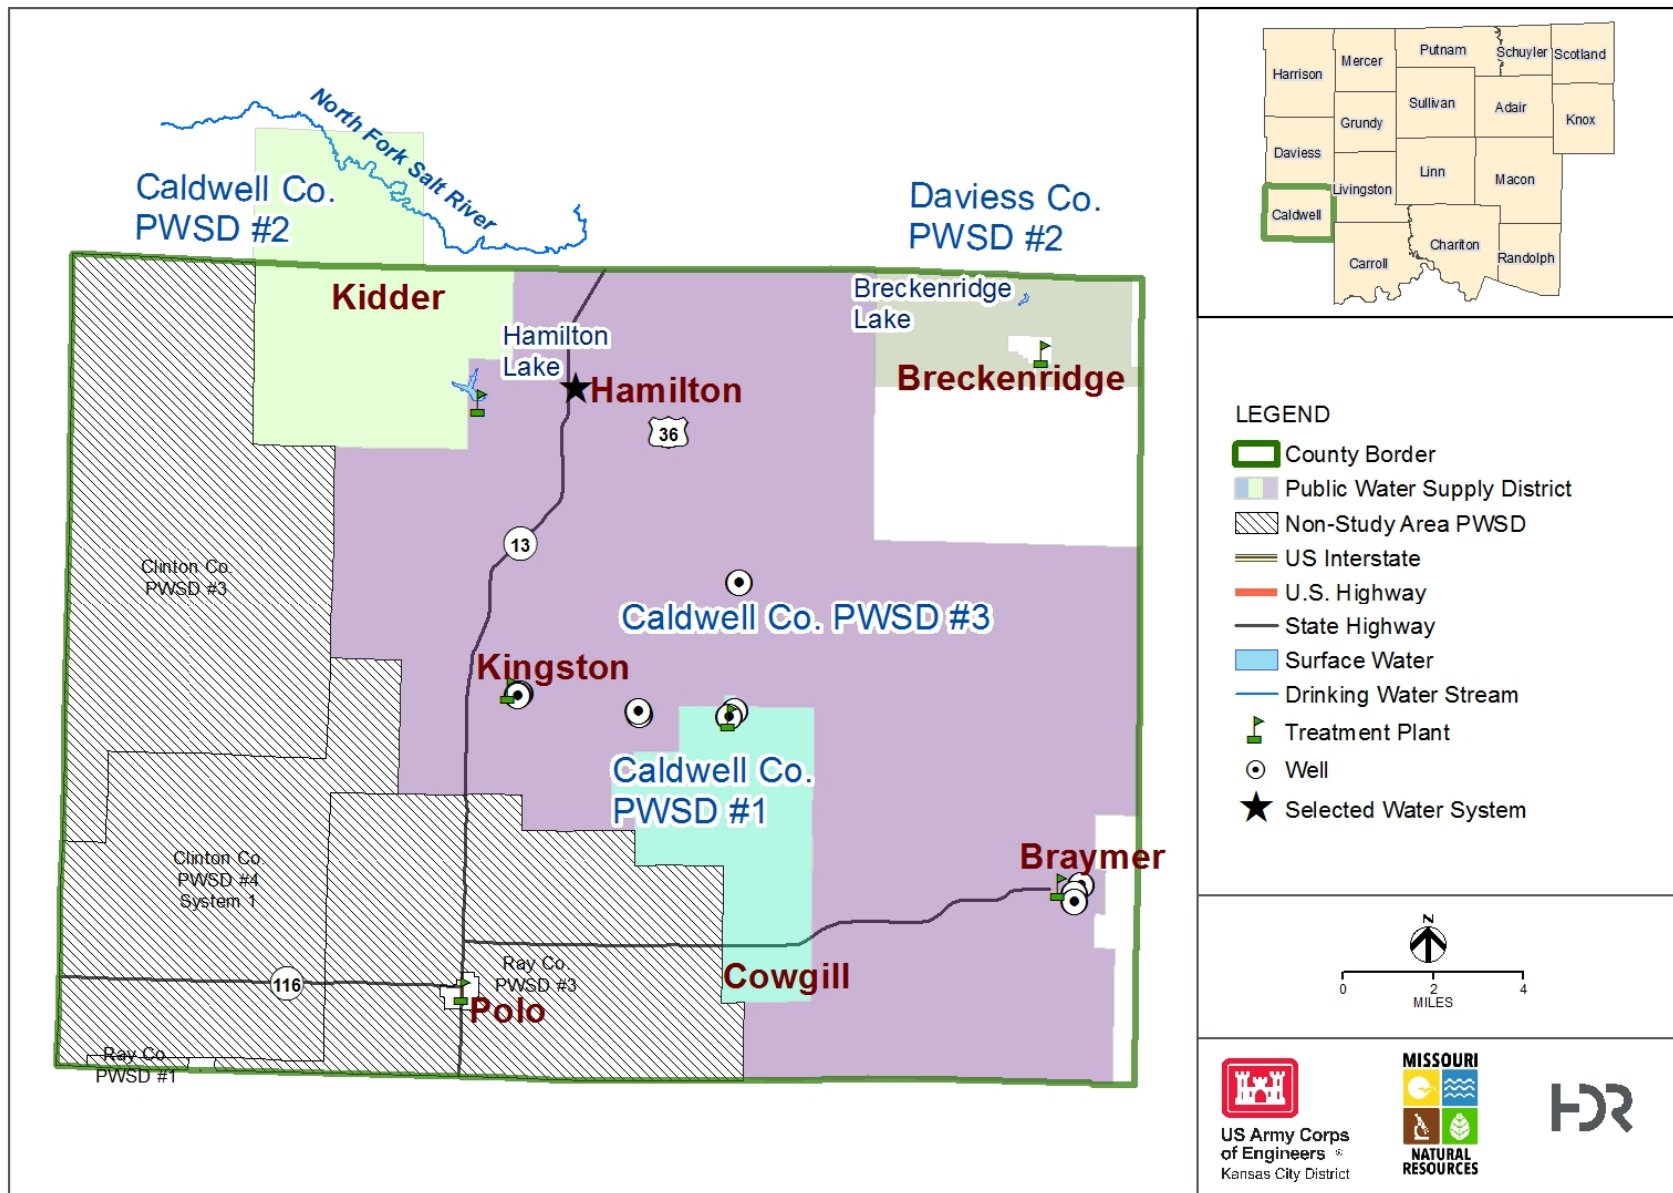 North Fork Salt River
Caldwell Co.
PWSD #2
Daviess Co.
PWSD #2
Kidder
Breckenridge
Lake
Hamilton
Lake
Hamilton
Breckenridge
36
13
Clinton Co.
PWSD #3
Caldwell Co. PWSD #3
Kingston
Caldwell Co.
PWSD #1
Braymer
Clinton Co.
PWSD #4
System 1
Ray Co.
PWSD #3
Cowgill
116
Polo
Ray Co.
PWSD #1
Putnam
Schuyler
Scotland
Mercer
Harrison
Sullivan
Adair
Knox
Grundy
Daviess
Linn
Macon
Livingston
Caldwell
Chariton
Randolph
Carroll
LEGEND
County Border
Public Water Supply District
Non-Study Area PWSD
US Interstate
U.S. Highway
State Highway
Surface Water
Drinking Water Stream
Treatment Plant
Well
Selected Water System
N
0 2 4
MILES
US Army Corps
of Engineers ®
Kansas City District
MISSOURI
NATURAL
RESOURCES
HDR